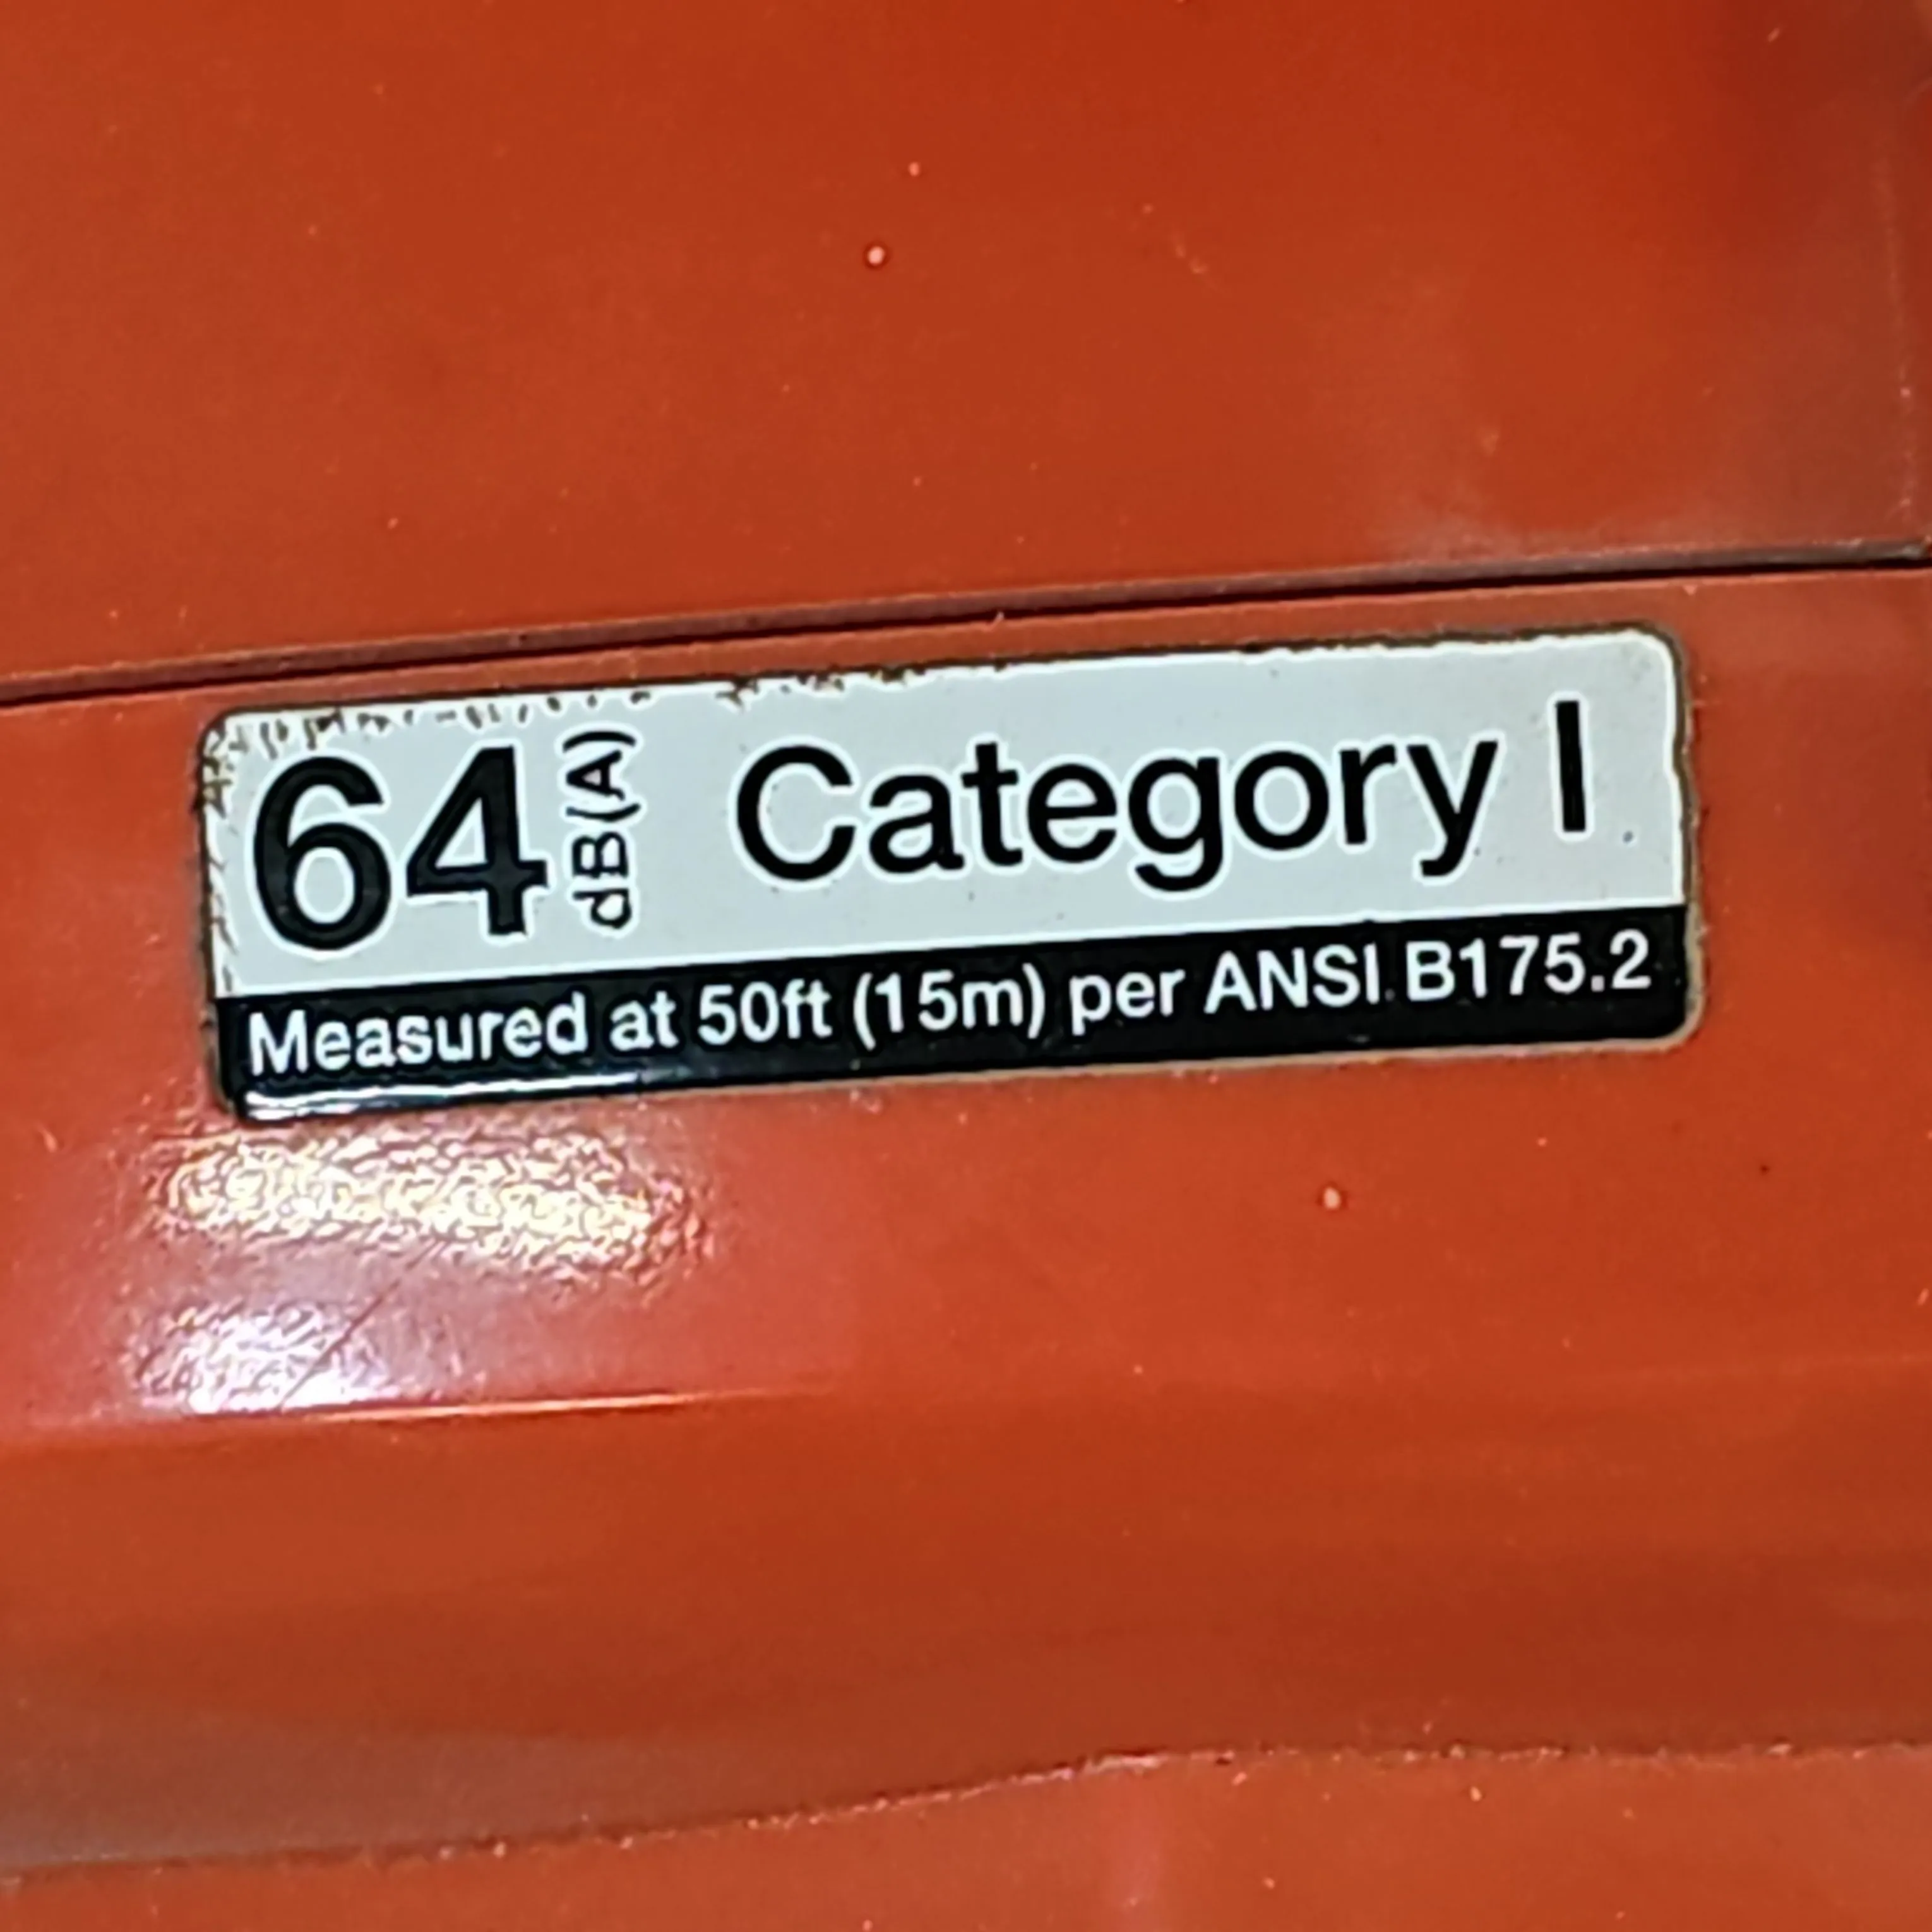 64 dB(A) Category I
Measured at 50ft (15m) per ANSI B175.2